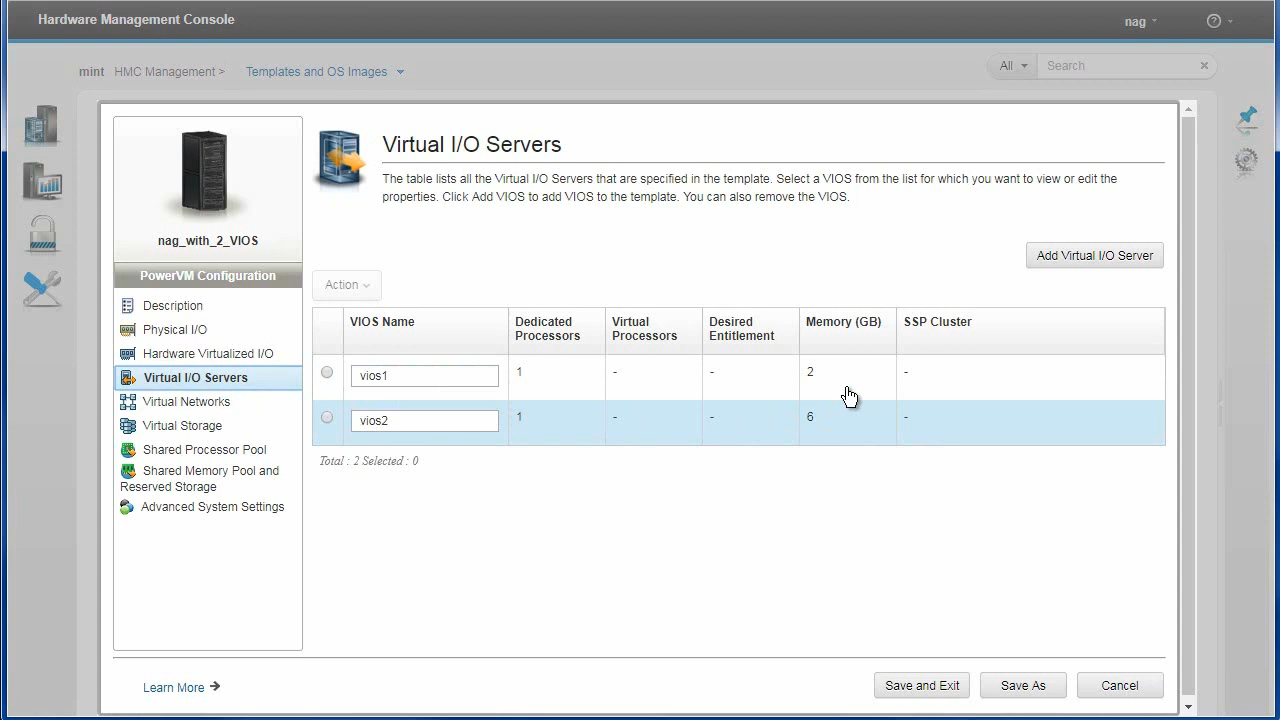 Hardware Management Console
nag
mint HMC Management > Templates and OS Images
All Search
nag_with_2_VIOS
PowerVM Configuration
Description
Physical I/O
Hardware Virtualized I/O
Virtual I/O Servers
Virtual Networks
Virtual Storage
Shared Processor Pool
Shared Memory Pool and
Reserved Storage
Advanced System Settings
Learn More
Virtual I/O Servers
The table lists all the Virtual I/O Servers that are specified in the template. Select a VIOS from the list for which you want to view or edit the
properties. Click Add VIOS to add VIOS to the template. You can also remove the VIOS.
Add Virtual I/O Server
Action
VIOS Name Dedicated Processors Virtual Processors Desired Entitlement Memory (GB) SSP Cluster
vios1 1 - - 2 -
vios2 1 - - 6 -
Total : 2 Selected : 0
Save and Exit Save As Cancel